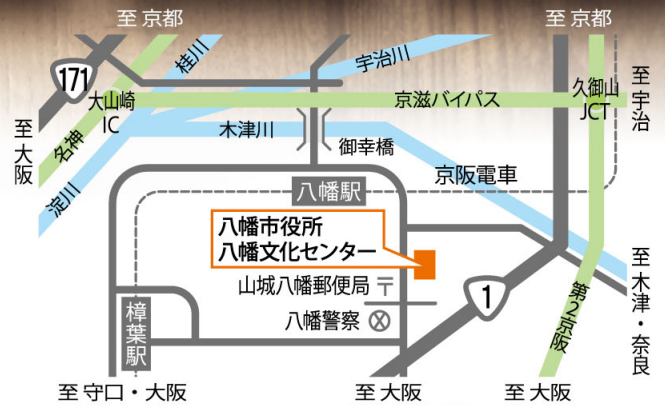 至 京都
至 京都
171
桂川
宇治川
大山崎
IC
京滋バイパス
久御山
JCT
至 宇治
至 大阪
名神
木津川
御幸橋
淀川
八幡駅
京阪電車
八幡市役所
八幡文化センター
山城八幡郵便局 〒
1
至 木津・奈良
樟葉駅
八幡警察
第2京阪
至 守口・大阪
至 大阪
至 大阪